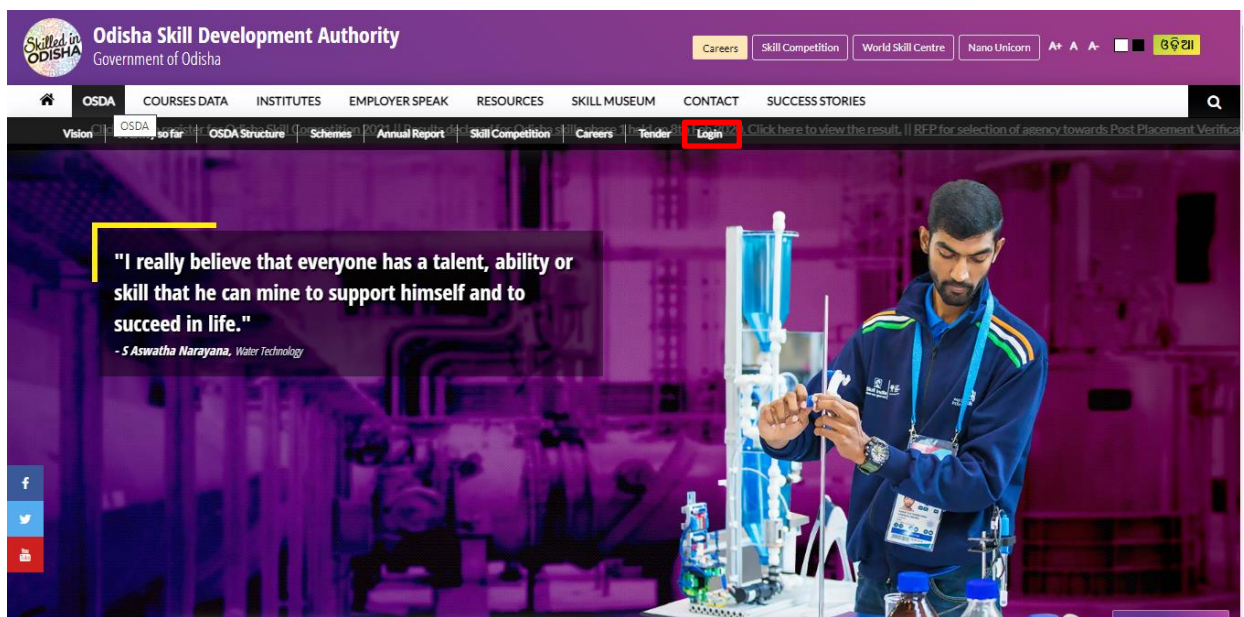 Skilled in
ODISHA
Odisha Skill Development Authority
Government of Odisha
Careers Skill Competition World Skill Centre Nano Unicorn A+ A A- ଓଡ଼ିଆ
OSDA COURSES DATA INSTITUTES EMPLOYER SPEAK RESOURCES SKILL MUSEUM CONTACT SUCCESS STORIES
OSDA
Vision so far OSDA Structure Schemes Annual Report Skill Competition Careers Tender Login
Click here to view the result. || RFP for selection of agency towards Post Placement Verifica
"I really believe that everyone has a talent, ability or
skill that he can mine to support himself and to
succeed in life."
- S Aswatha Narayana, Water Technology
f
You
Tube